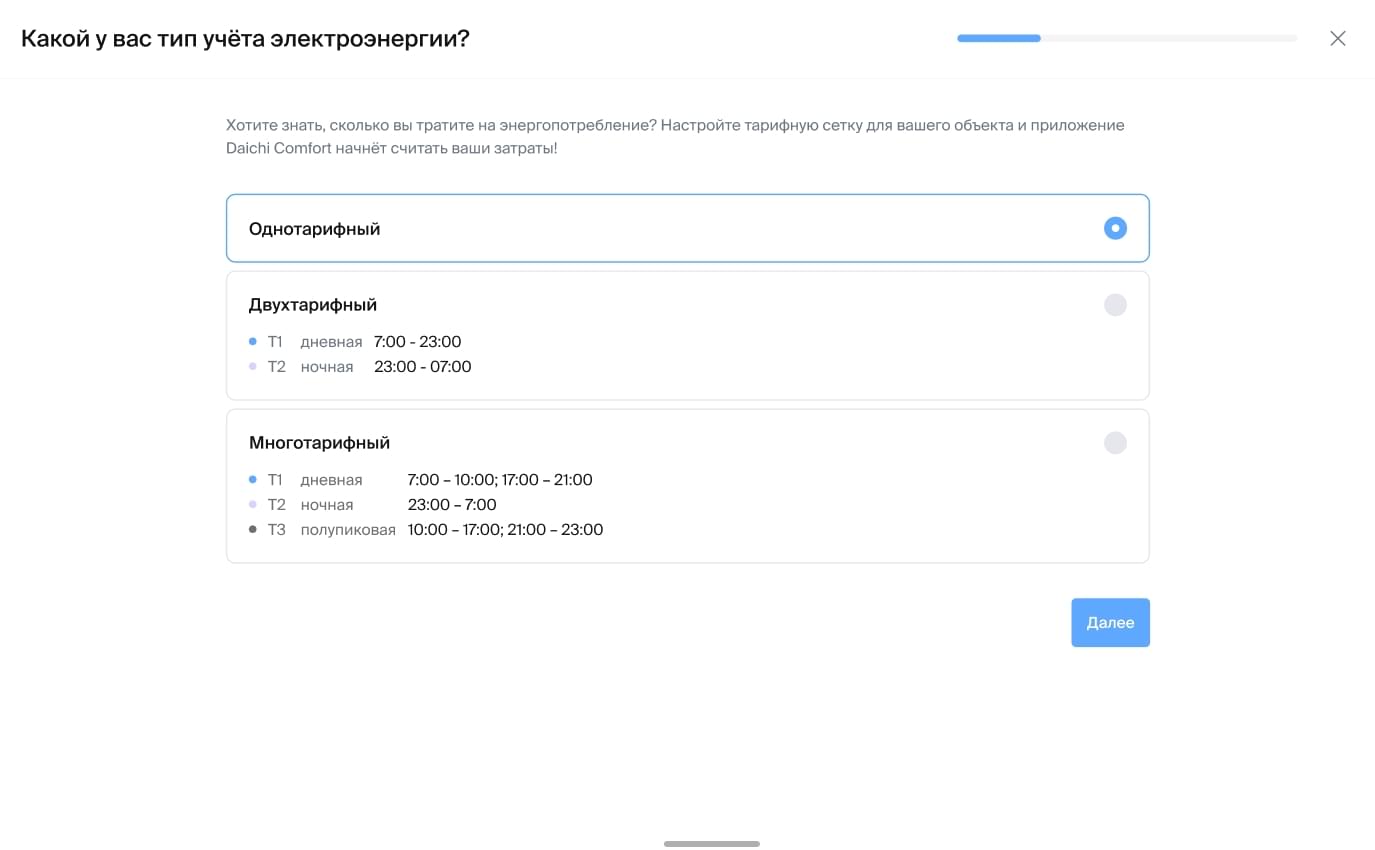 Какой у вас тип учёта электроэнергии?
Хотите знать, сколько вы тратите на энергопотребление? Настройте тарифную сетку для вашего объекта и приложение
Daichi Comfort начнёт считать ваши затраты!
Однотарифный
Двухтарифный
T1 дневная 7:00 - 23:00
T2 ночная 23:00 - 07:00
Многотарифный
T1 дневная 7:00 – 10:00; 17:00 – 21:00
T2 ночная 23:00 – 7:00
T3 полупиковая 10:00 – 17:00; 21:00 – 23:00
Далее